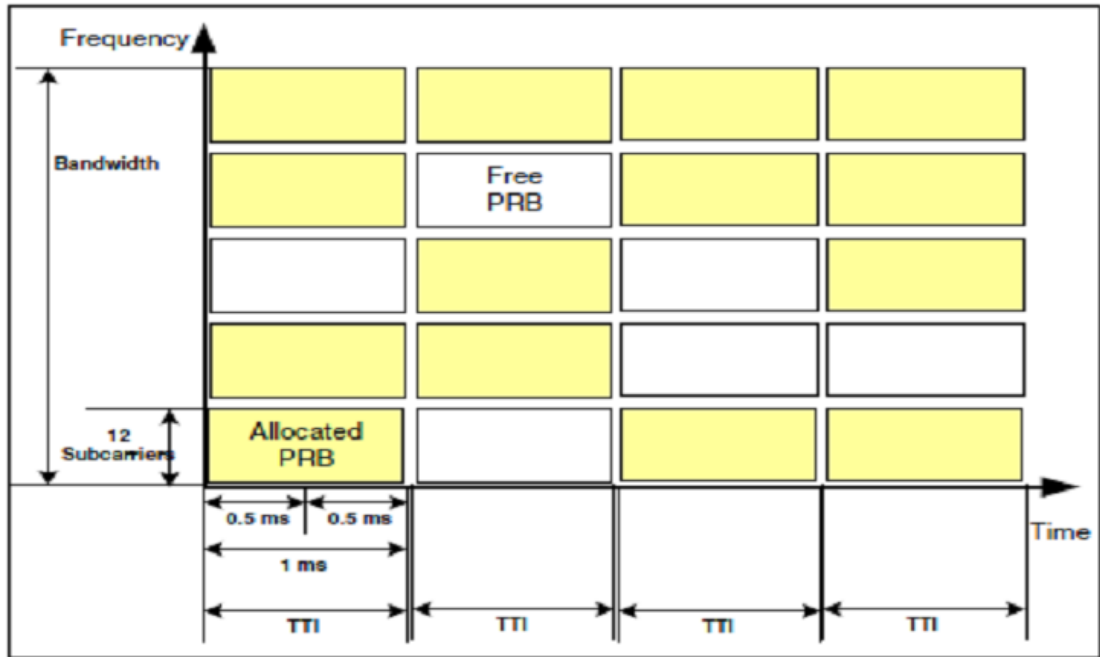 Frequency
Bandwidth
Free
PRB
12
Subcarriers
Allocated
PRB
0.5 ms
0.5 ms
Time
1 ms
TTI
TTI
TTI
TTI